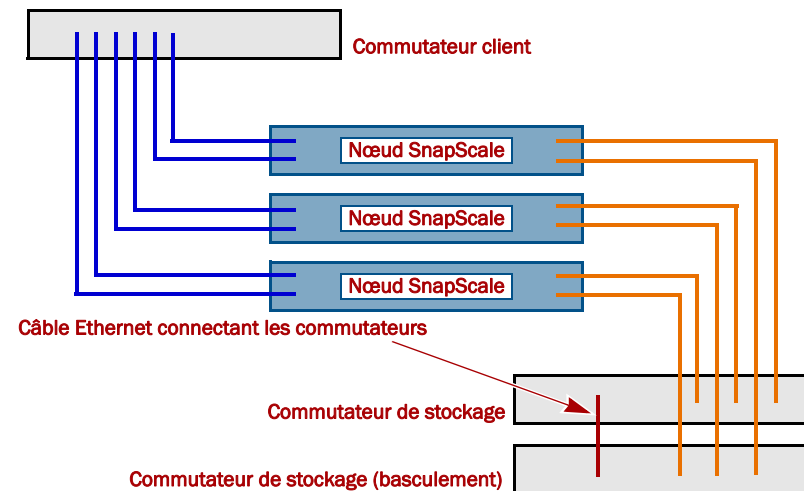 Commutateur client
Nœud SnapScale
Nœud SnapScale
Nœud SnapScale
Câble Ethernet connectant les commutateurs
Commutateur de stockage
Commutateur de stockage (basculement)